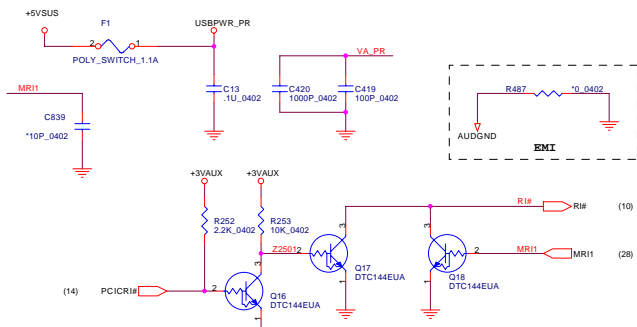 +5VSUS
F1
USBPWR_PR
2
1
POLY_SWITCH_1.1A
VA_PR
MRI1
C13
.1U_0402
C420
1000P_0402
C419
100P_0402
R487
*0_0402
C839
*10P_0402
AUDGND
EMI
+3VAUX
+3VAUX
R252
2.2K_0402
R253
10K_0402
RI#
RI#
(10)
3
3
Z2501
2
2
MRI1
MRI1
(28)
Q17
DTC144EUA
Q18
DTC144EUA
1
1
3
(14)
PCICRI#
2
Q16
DTC144EUA
1